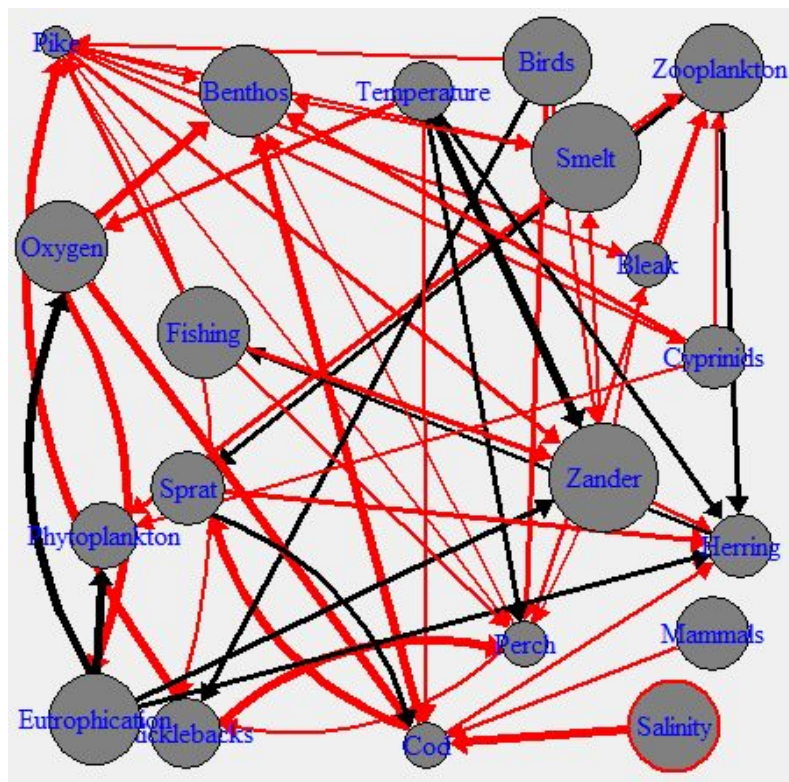 Pike
Benthos
Temperature
Birds
Zooplankton
Smelt
Oxygen
Bleak
Fishing
Cyprinids
Sprat
Zander
Phytoplankton
Herring
Perch
Mammals
Eutrophication
icklebacks
Cod
Salinity